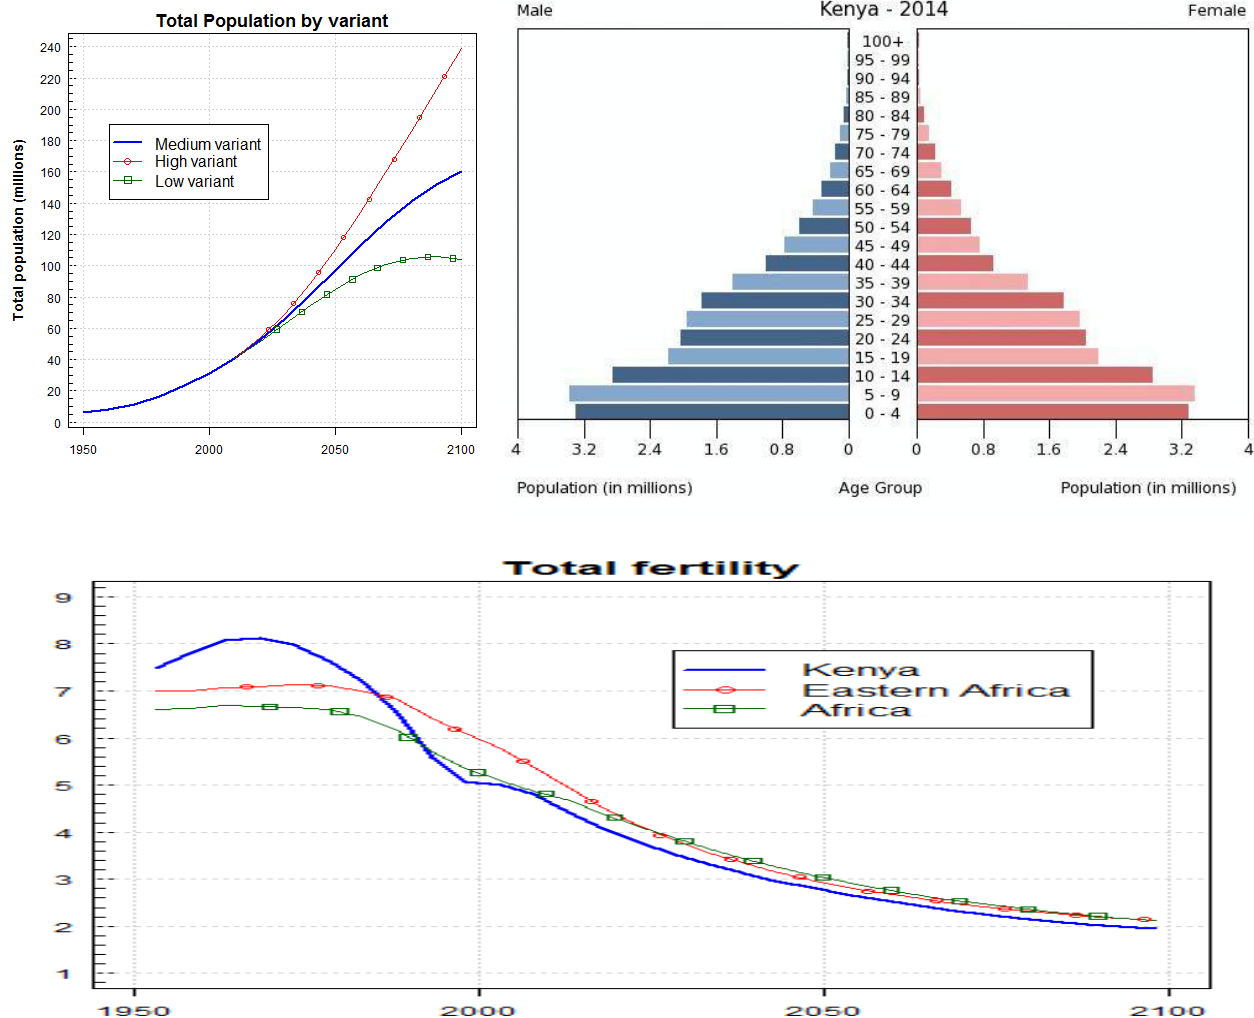 Total Population by variant
Total population (millions)
240
220
200
180
160
140
120
100
80
60
40
20
0
Medium variant
High variant
Low variant
1950 2000 2050 2100
Male Kenya - 2014 Female
100+
95 - 99
90 - 94
85 - 89
80 - 84
75 - 79
70 - 74
65 - 69
60 - 64
55 - 59
50 - 54
45 - 49
40 - 44
35 - 39
30 - 34
25 - 29
20 - 24
15 - 19
10 - 14
5 - 9
0 - 4
4 3.2 2.4 1.6 0.8 0 0 0.8 1.6 2.4 3.2 4
Population (in millions) Age Group Population (in millions)
Total fertility
9
8
7
6
5
4
3
2
1
Kenya
Eastern Africa
Africa
1950 2000 2050 2100